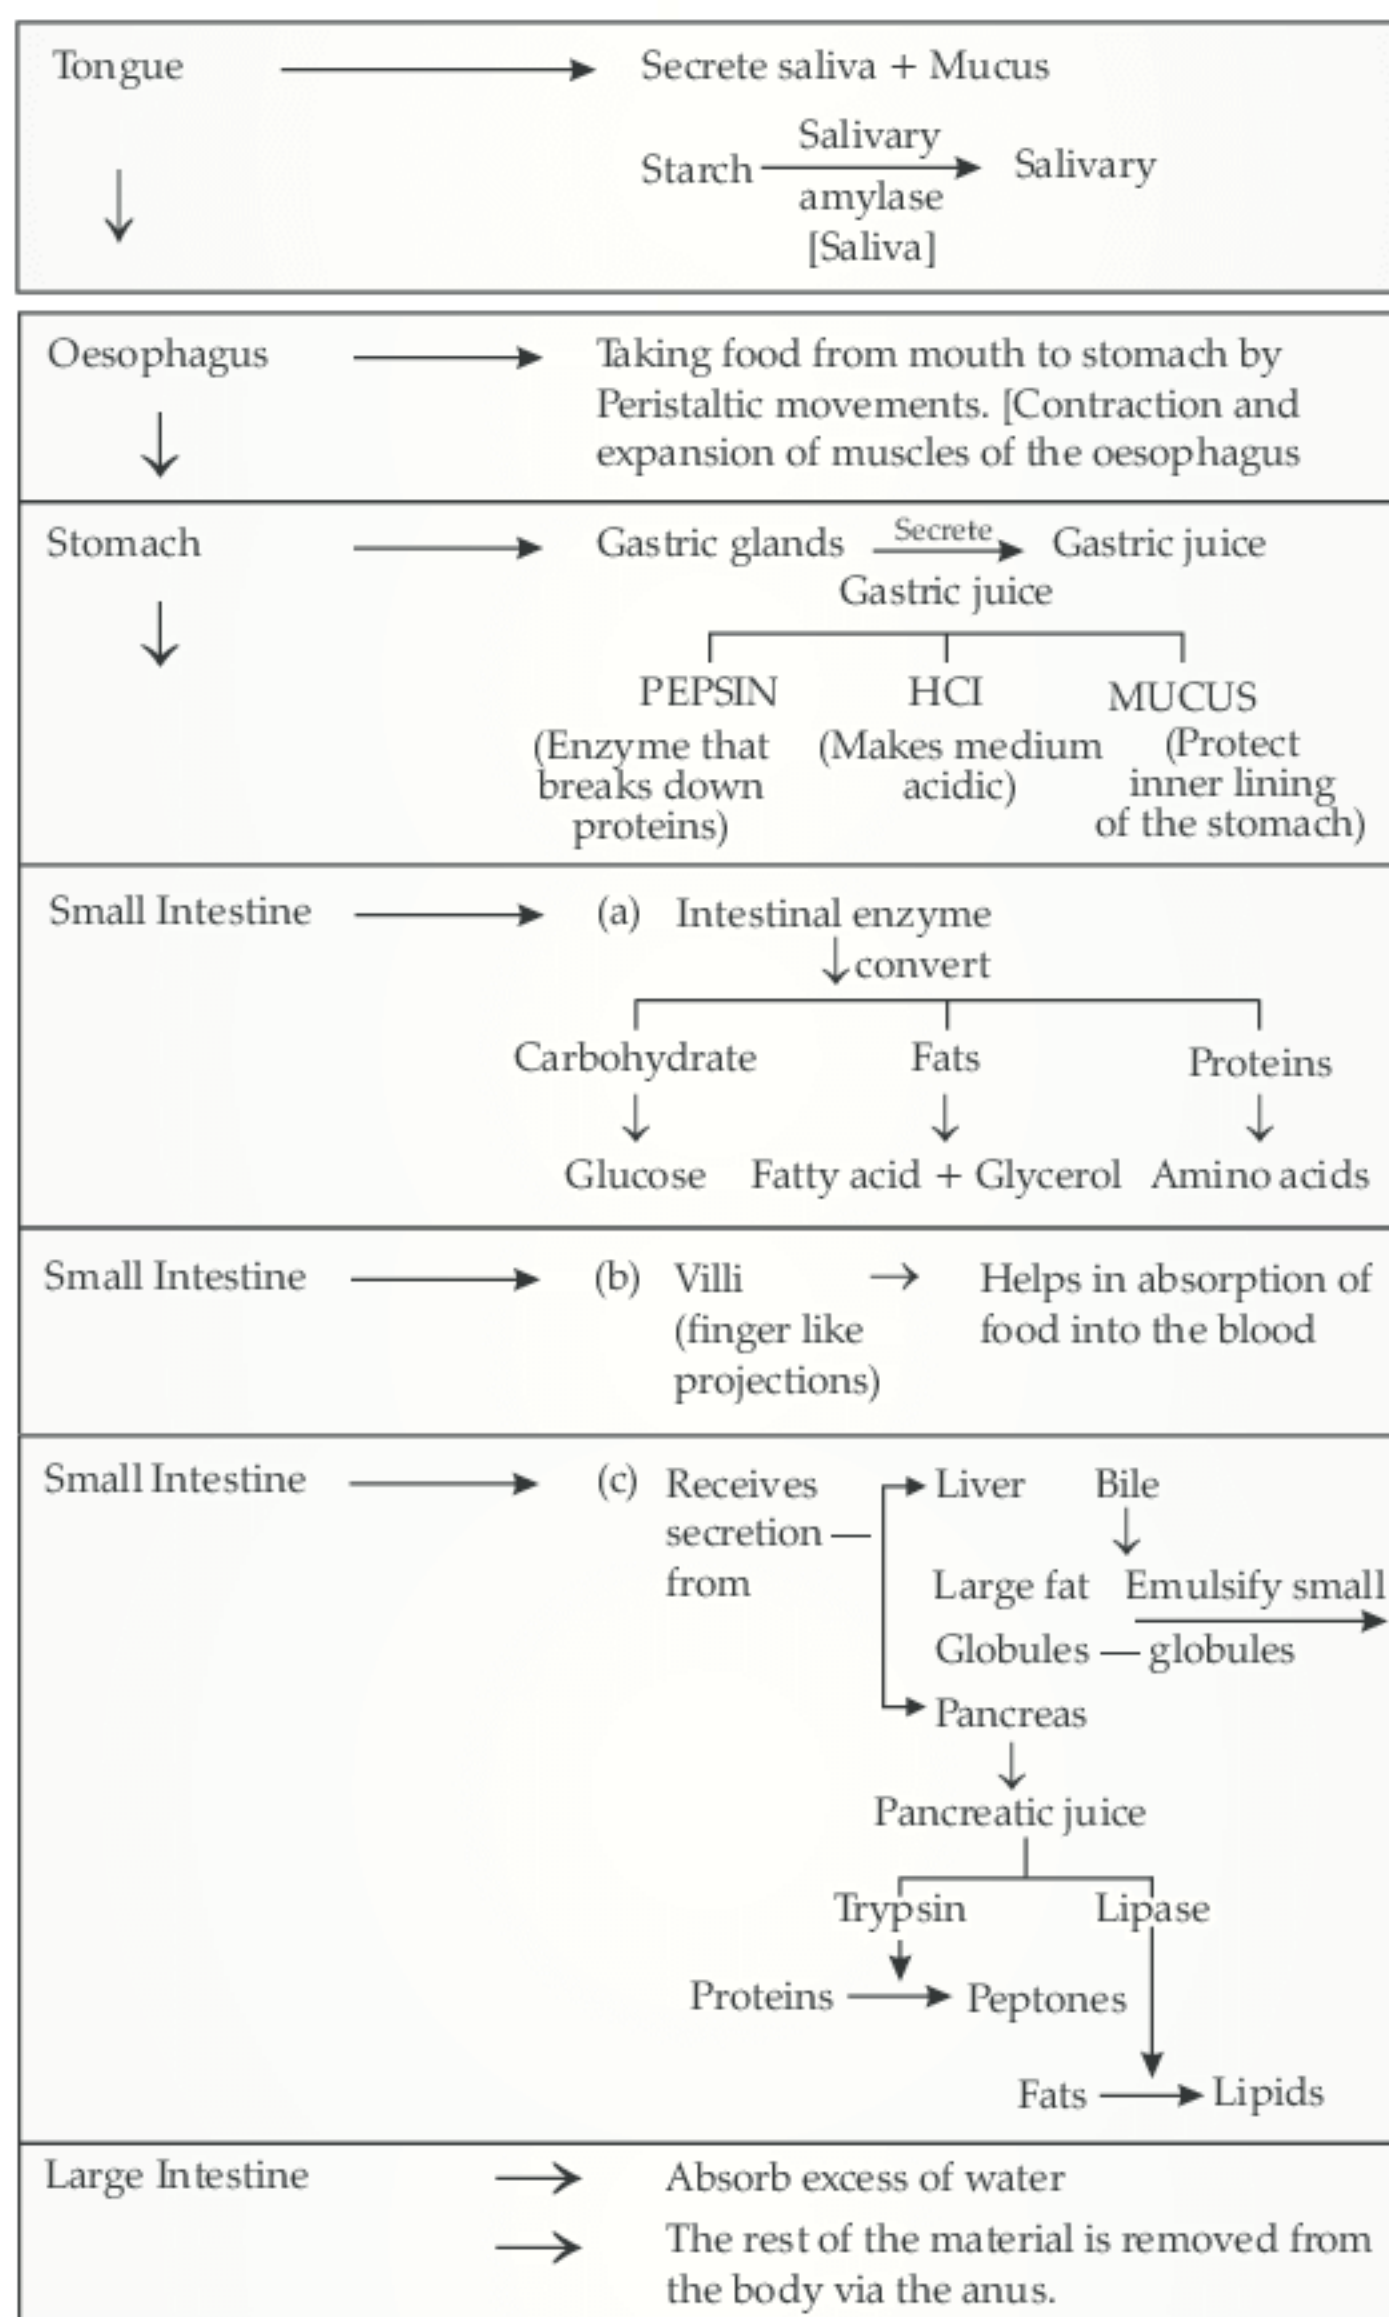 Tongue Secrete saliva + Mucus
Salivary
Starch Salivary
amylase
[Saliva]
Oesophagus Taking food from mouth to stomach by
Peristaltic movements. [Contraction and
expansion of muscles of the oesophagus
Stomach Gastric glands Secrete Gastric juice
Gastric juice
PEPSIN HCI MUCUS
(Enzyme that
breaks down
proteins)
(Makes medium
acidic)
(Protect
inner lining
of the stomach)
Small Intestine (a) Intestinal enzyme
convert
Carbohydrate Fats Proteins
Glucose Fatty acid + Glycerol Amino acids
Small Intestine (b) Villi Helps in absorption of
(finger like food into the blood
projections)
Small Intestine (c) Receives
secretion
from
Liver Bile
Large fat Emulsify small
Globules — globules
Pancreas
Pancreatic juice
Trypsin Lipase
Proteins Peptones
Fats Lipids
Large Intestine Absorb excess of water
The rest of the material is removed from
the body via the anus.